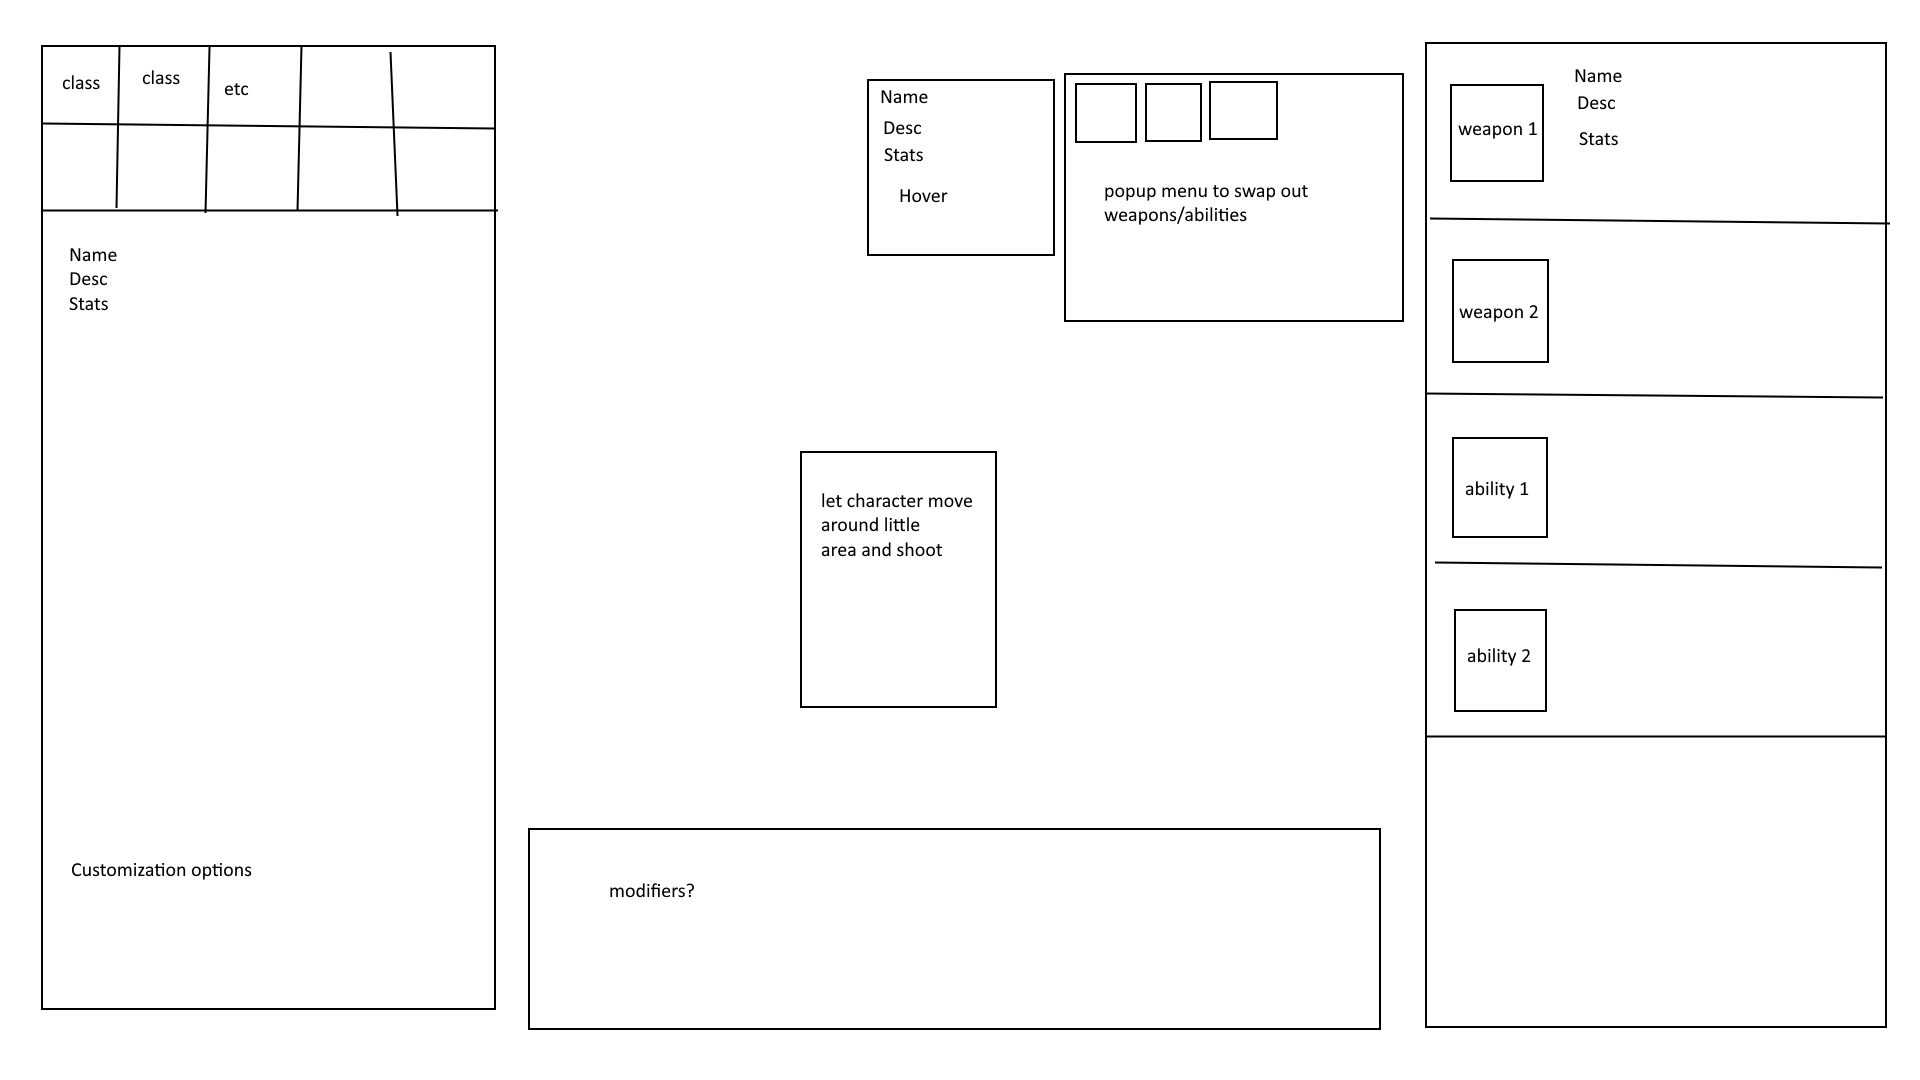 class
class
etc
Name
Desc
Stats
Customization options
Name
Desc
Stats
Hover
popup menu to swap out
weapons/abilities
let character move
around little
area and shoot
modifiers?
weapon 1
Name
Desc
Stats
weapon 2
ability 1
ability 2